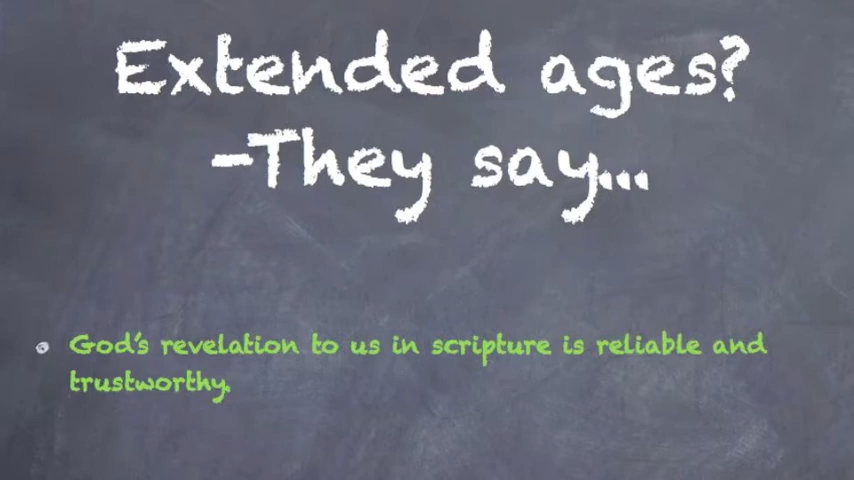 Extended ages?
-They say...
God's revelation to us in scripture is reliable and
trustworthy.